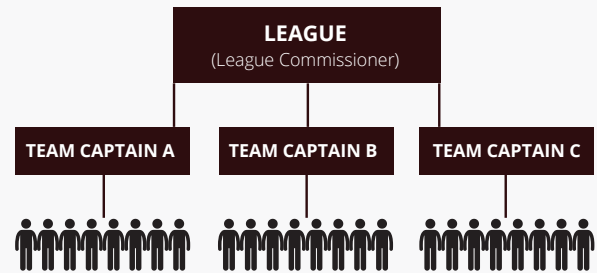 LEAGUE
(League Commissioner)
TEAM CAPTAIN A
TEAM CAPTAIN B
TEAM CAPTAIN C